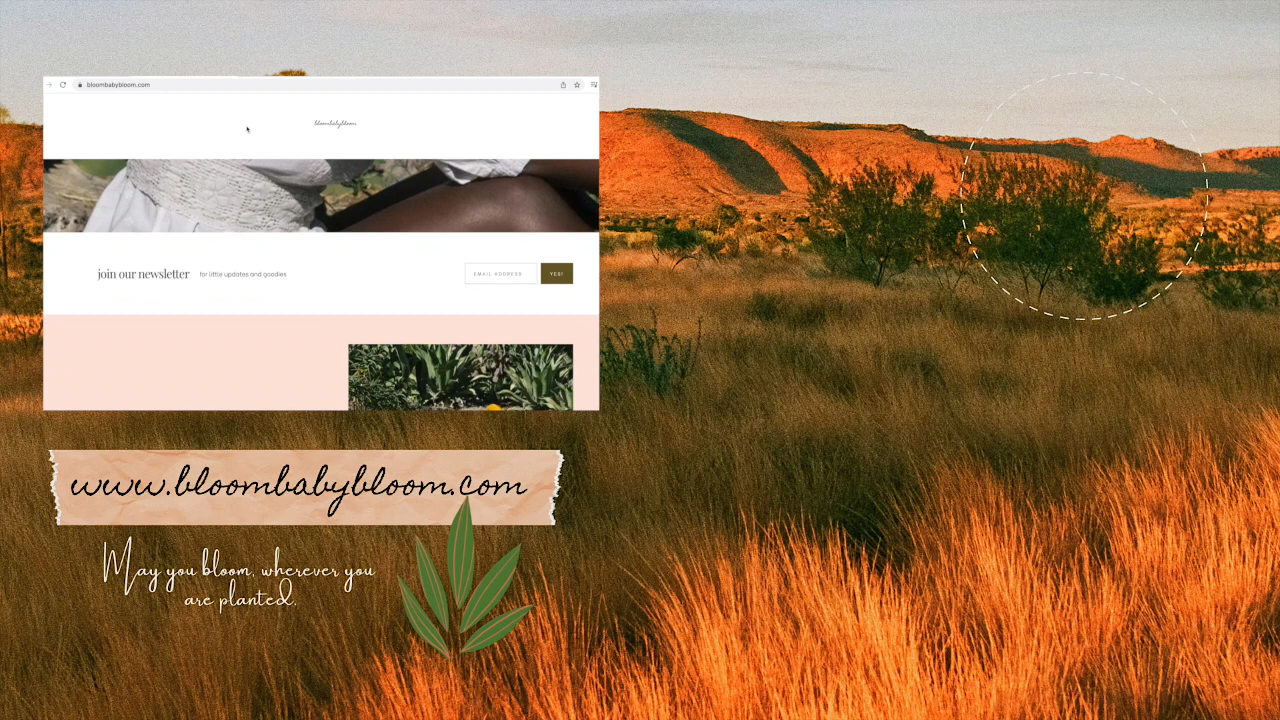 bloombabybloom.com
bloombabybloom
join our newsletter for little updates and goodies
EMAIL ADDRESS
YES!
www.bloombabybloom.com
May you bloom, wherever you
are planted.